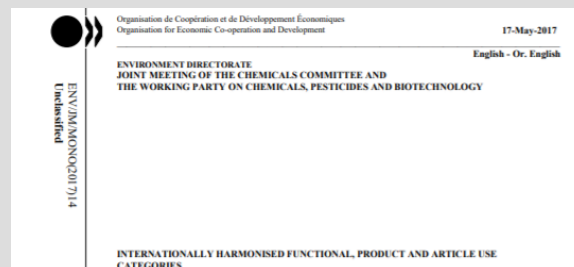 Organisation de Coopération et de Développement Économiques
Organisation for Economic Co-operation and Development
17-May-2017
English - Or. English
ENVIRONMENT DIRECTORATE
JOINT MEETING OF THE CHEMICALS COMMITTEE AND
THE WORKING PARTY ON CHEMICALS, PESTICIDES AND BIOTECHNOLOGY
ENV/JM/MONO(2017)14
Unclassified
INTERNATIONALLY HARMONISED FUNCTIONAL, PRODUCT AND ARTICLE USE
CATEGORIES